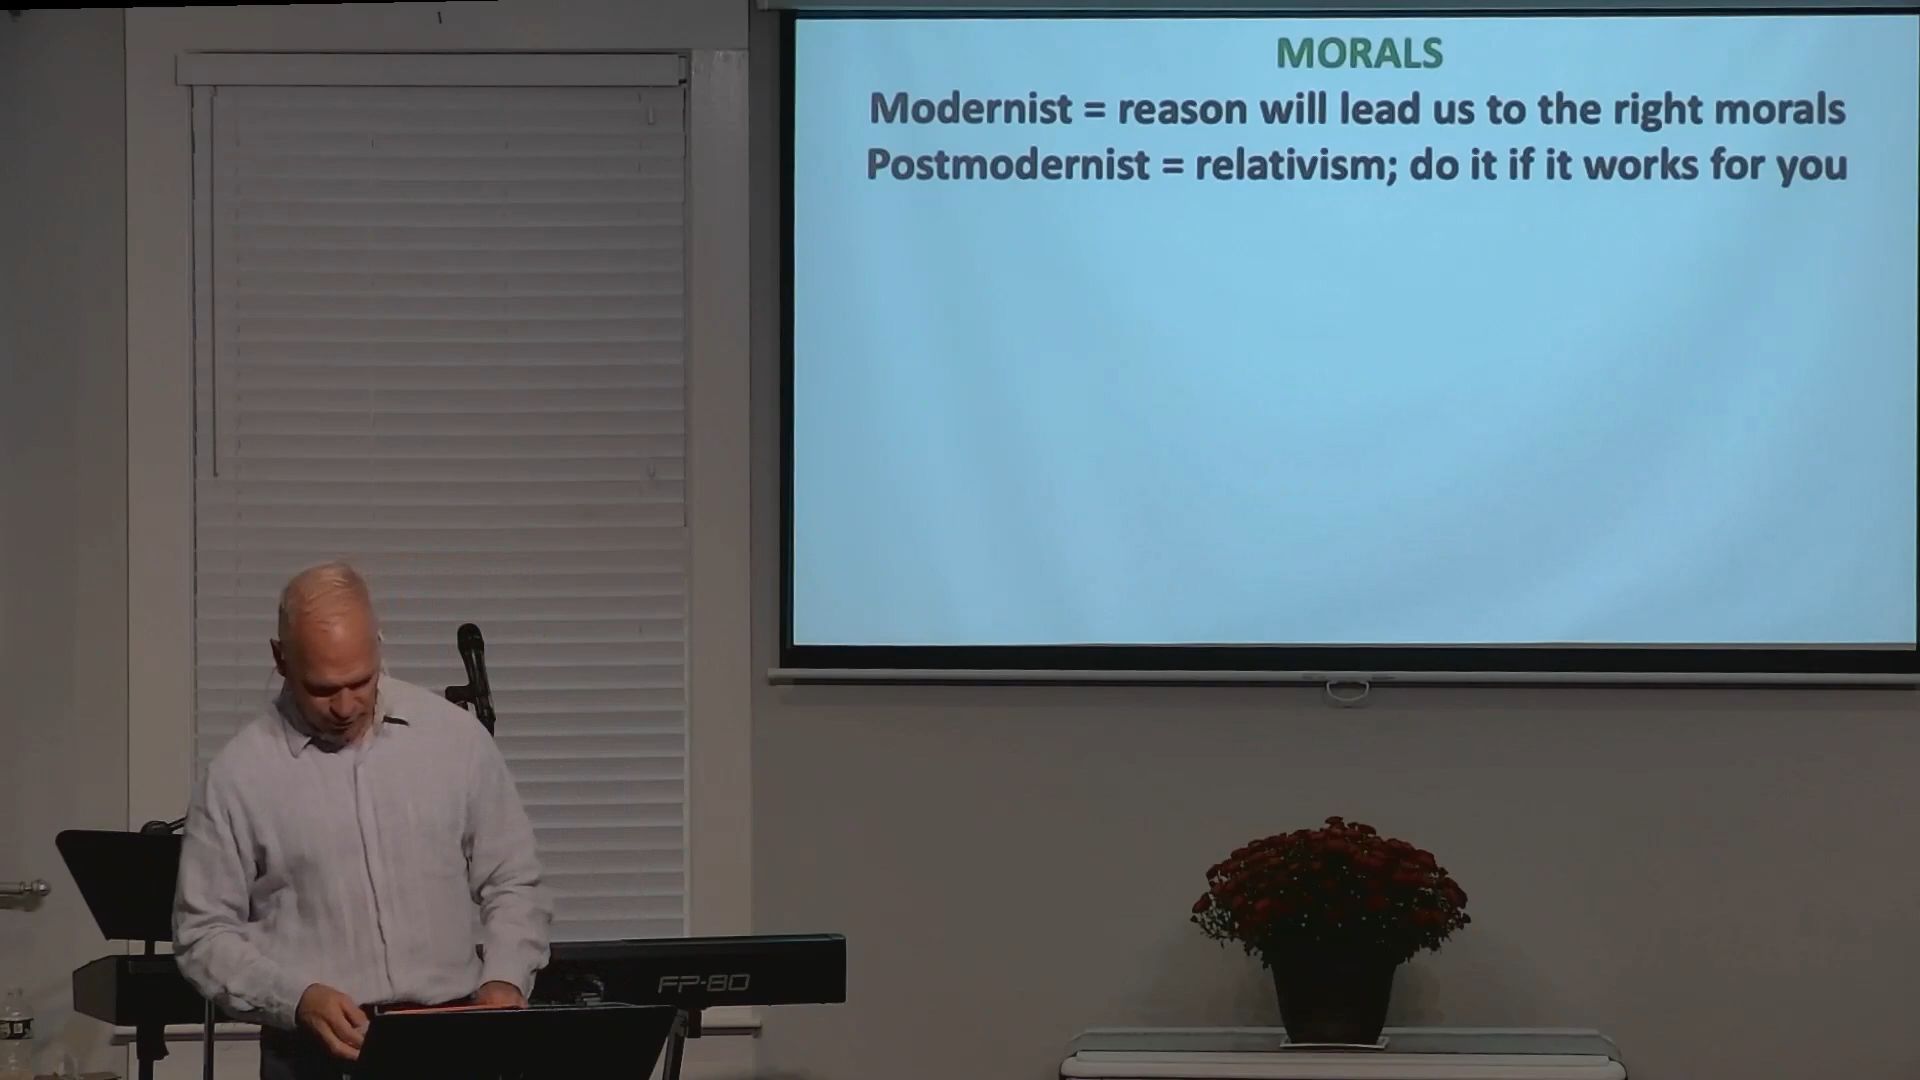 MORALS
Modernist = reason will lead us to the right morals
Postmodernist = relativism; do it if it works for you
FP-80